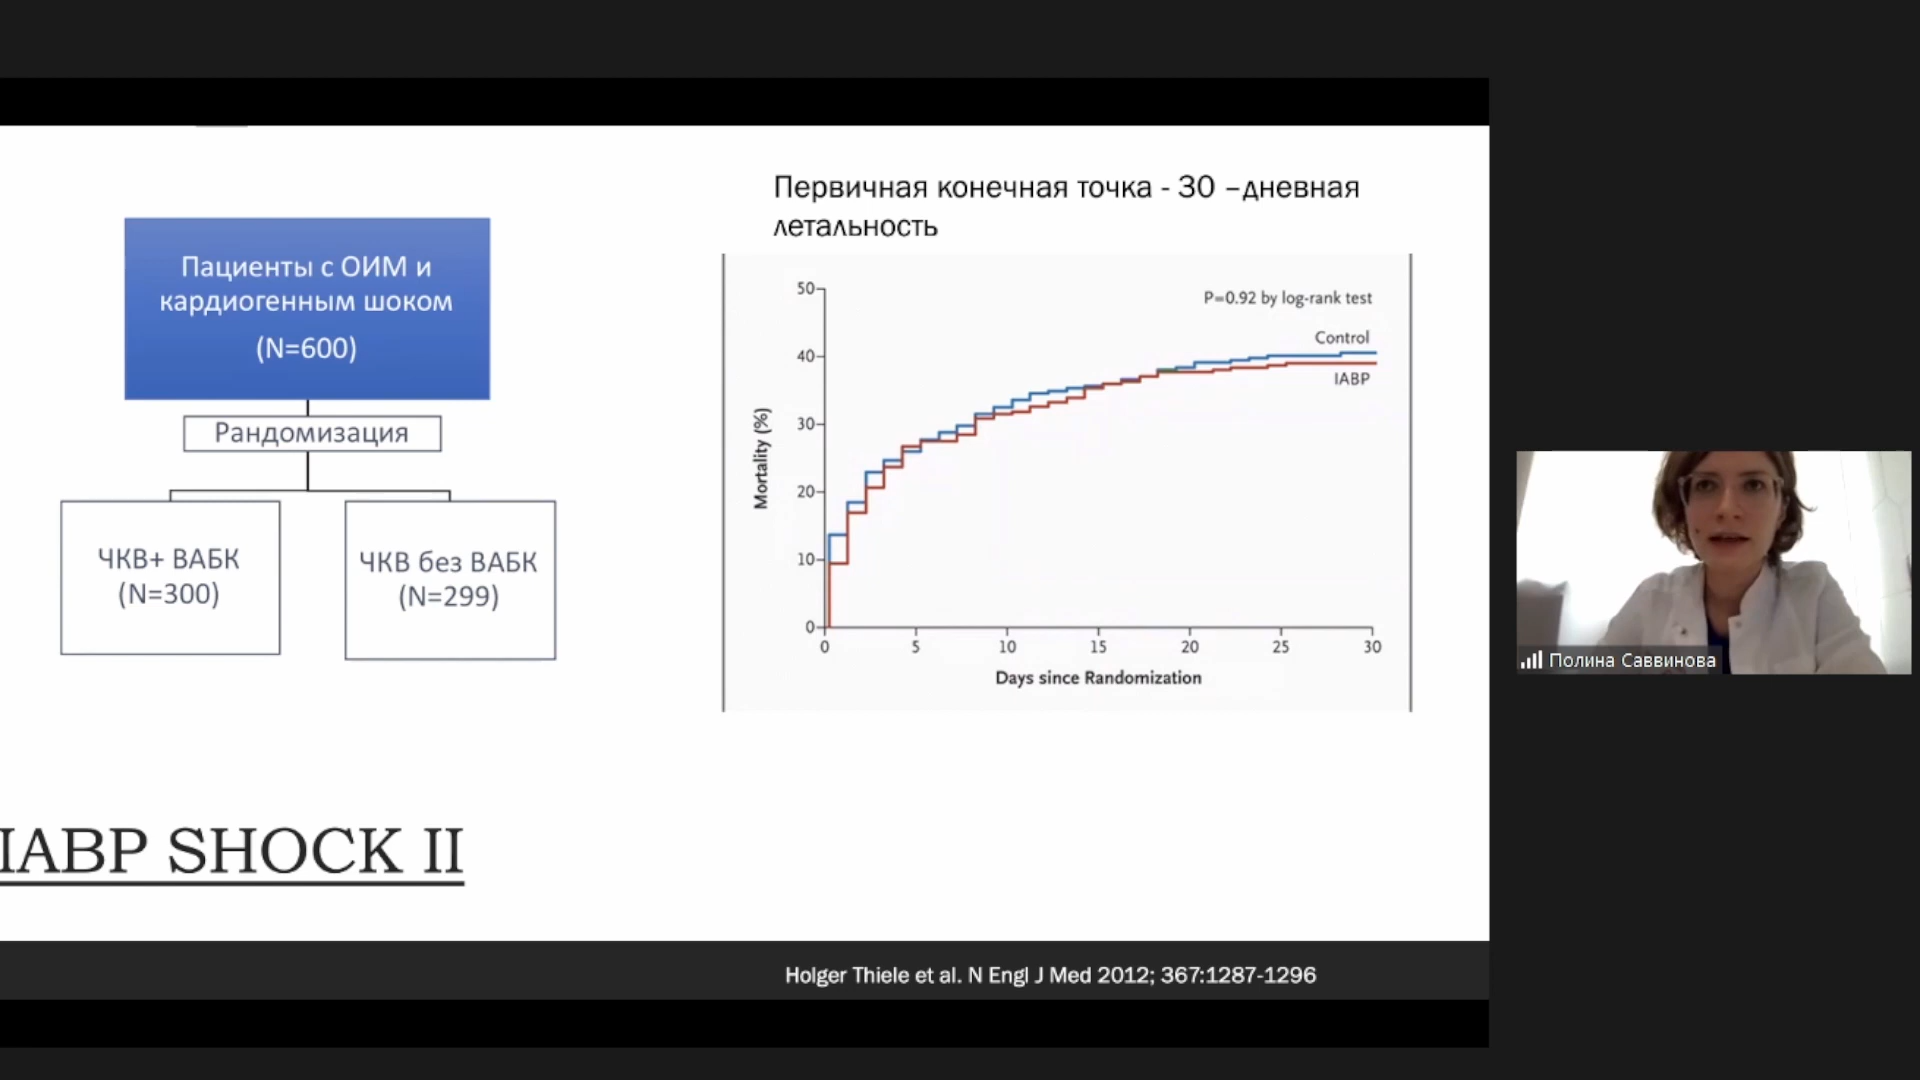 Первичная конечная точка - 30 –дневная
летальность
Пациенты с ОИМ и
кардиогенным шоком
(N=600)
Рандомизация
ЧКВ+ ВАБК
(N=300)
ЧКВ без ВАБК
(N=299)
P=0.92 by log-rank test
Control
IABP
Mortality (%)
50
40
30
20
10
0
0 5 10 15 20 25 30
Days since Randomization
Полина Саввинова
IABP SHOCK II
Holger Thiele et al. N Engl J Med 2012; 367:1287-1296